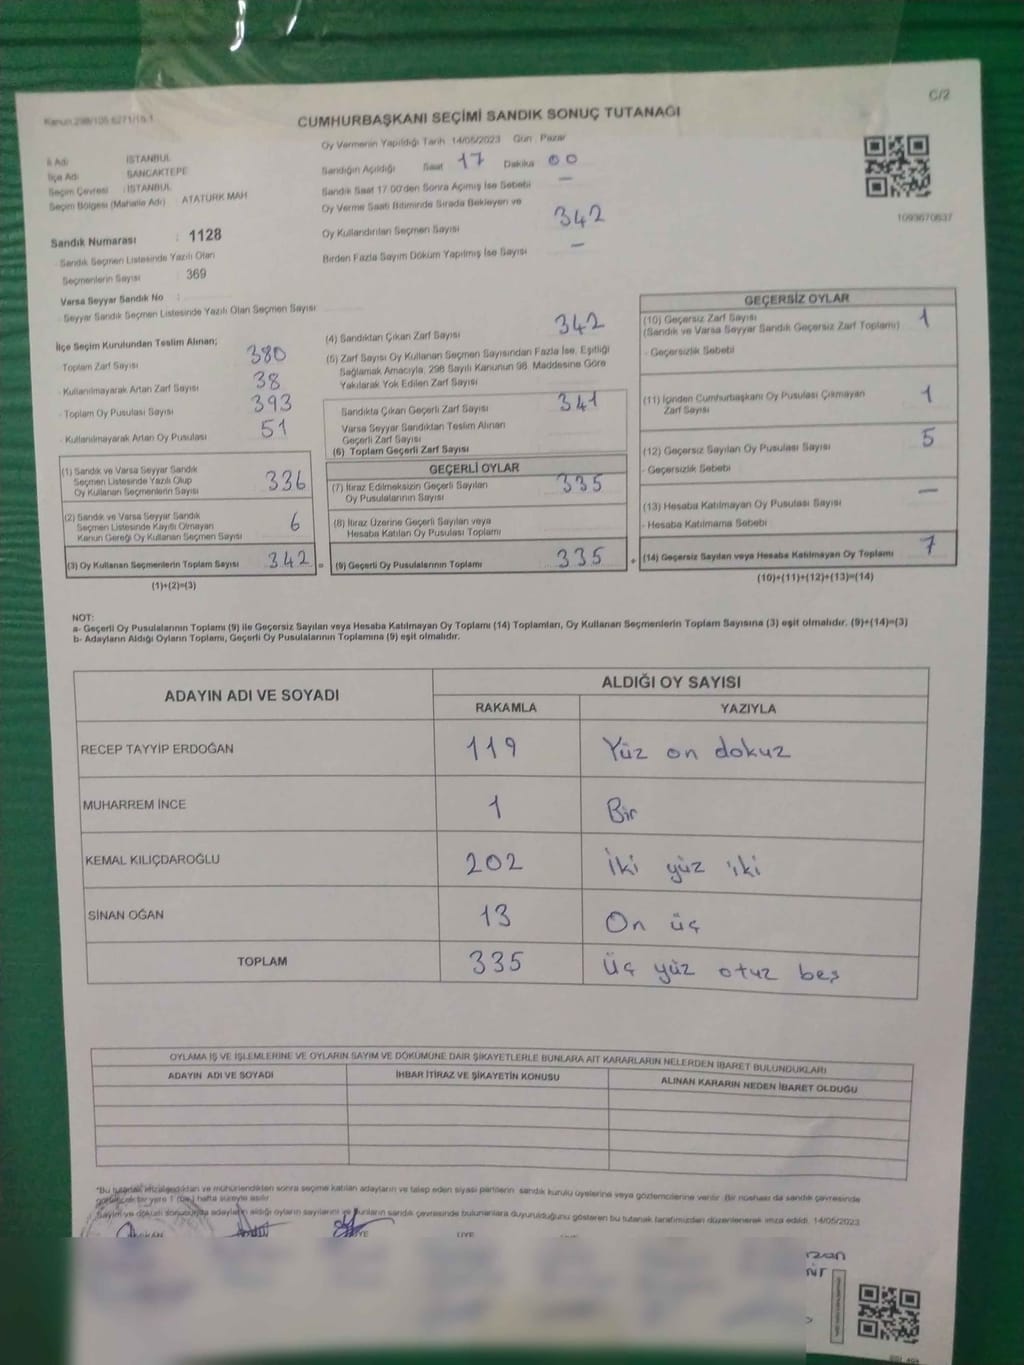 C/2
CUMHURBAŞKANI SEÇİMİ SANDIK SONUÇ TUTANAĞI
İl Adı : İSTANBUL
İlçe Adı : SANCAKTEPE
Seçim Çevresi : İSTANBUL
Seçim Bölgesi (Mahalle Adı) ATATÜRK MAH
Sandık Numarası : 1128
Sandık Seçmen Listesinde Yazılı Olan
Seçmenlerin Sayısı : 369
Varsa Seyyar Sandık No :
Seyyar Sandık Seçmen Listesinde Yazılı Olan Seçmen Sayısı
Oy Vermenin Yapıldığı Tarih 14/05/2023 Gün Pazar
Sandığın Açıldığı Saat 17 Dakika 00
Sandık Saat 17.00'den Sonra Açımış İse Sebebi —
Oy Verme Saati Bitiminde Sırada Bekleyen ve
Oy Kullandırılan Seçmen Sayısı 342
Birden Fazla Sayım Döküm Yapılmış İse Sayısı —
1093670637
İlçe Seçim Kurulundan Teslim Alınan;
Toplam Zarf Sayısı 380
- Kullanılmayarak Artan Zarf Sayısı 38
- Toplam Oy Pusulası Sayısı 393
- Kullanılmayarak Artan Oy Pusulası 51
(1) Sandık ve Varsa Seyyar Sandık
Seçmen Listesinde Yazılı Olup
Oy Kullanan Seçmenlerin Sayısı 336
(2) Sandık ve Varsa Seyyar Sandık
Seçmen Listesinde Kayıtlı Olmayan
Kanun Gereği Oy Kullanan Seçmen Sayısı 6
(3) Oy Kullanan Seçmenlerin Toplam Sayısı 342 =
(1)+(2)=(3)
(4) Sandıktan Çıkan Zarf Sayısı 342
(5) Zarf Sayısı Oy Kullanan Seçmen Sayısından Fazla İse, Eşitliği
Sağlamak Amacıyla, 298 Sayılı Kanunun 98. Maddesine Göre
Yakılarak Yok Edilen Zarf Sayısı
Sandıkta Çıkan Geçerli Zarf Sayısı 341
Varsa Seyyar Sandıktan Teslim Alınan
Geçerli Zarf Sayısı
(6) Toplam Geçerli Zarf Sayısı
GEÇERLİ OYLAR
(7) İtiraz Edilmeksizin Geçerli Sayılan
Oy Pusulalarının Sayısı 335
(8) İtiraz Üzerine Geçerli Sayılan veya
Hesaba Katılan Oy Pusulası Toplamı
(9) Geçerli Oy Pusulalarının Toplamı 335 +
GEÇERSİZ OYLAR
(10) Geçersiz Zarf Sayısı 1
(Sandık ve Varsa Seyyar Sandık Geçersiz Zarf Toplamı)
- Geçersizlik Sebebi
(11) İçinden Cumhurbaşkanı Oy Pusulası Çıkmayan
Zarf Sayısı 1
(12) Geçersiz Sayılan Oy Pusulası Sayısı 5
- Geçersizlik Sebebi
(13) Hesaba Katılmayan Oy Pusulası Sayısı —
- Hesaba Katılmama Sebebi
(14) Geçersiz Sayılan veya Hesaba Katılmayan Oy Toplamı 7
(10)+(11)+(12)+(13)=(14)
NOT:
a- Geçerli Oy Pusulalarının Toplamı (9) ile Geçersiz Sayılan veya Hesaba Katılmayan Oy Toplamı (14) Toplamları, Oy Kullanan Seçmenlerin Toplam Sayısına (3) eşit olmalıdır. (9)+(14)=(3)
b- Adayların Aldığı Oyların Toplamı, Geçerli Oy Pusulalarının Toplamına (9) eşit olmalıdır.
ADAYIN ADI VE SOYADI
ALDIĞI OY SAYISI
RAKAMLA YAZIYLA
RECEP TAYYİP ERDOĞAN 119 Yüz on dokuz
MUHARREM İNCE 1 Bir
KEMAL KILIÇDAROĞLU 202 İki yüz iki
SİNAN OĞAN 13 On üç
TOPLAM 335 Üç yüz otuz beş
OYLAMA İŞ VE İŞLEMLERİNE VE OYLARIN SAYIM VE DÖKÜMÜNE DAİR ŞİKAYETLERLE BUNLARA AİT KARARLARIN NELERDEN İBARET BULUNDUKLARI
ADAYIN ADI VE SOYADI İHBAR İTİRAZ VE ŞİKAYETİN KONUSU ALINAN KARARIN NEDEN İBARET OLDUĞU
*Bu tutanak imzalandıktan ve mühürlendikten sonra seçime katılan adayların ve talep eden siyasi partilerin sandık kurulu üyelerine veya gözlemcilerine verilir. Bir nüshası da sandık çevresinde
görülecek bir yere 1 (bir) hafta süreyle asılır.
Sayım ve döküm sonucunda adayların aldığı oyların sayılarını ve bunların sandık çevresinde bulunanlara duyurulduğunu gösteren bu tutanak tarafımızdan düzenlenerek imza edildi. 14/05/2023
BAŞKAN ÜYE ÜYE